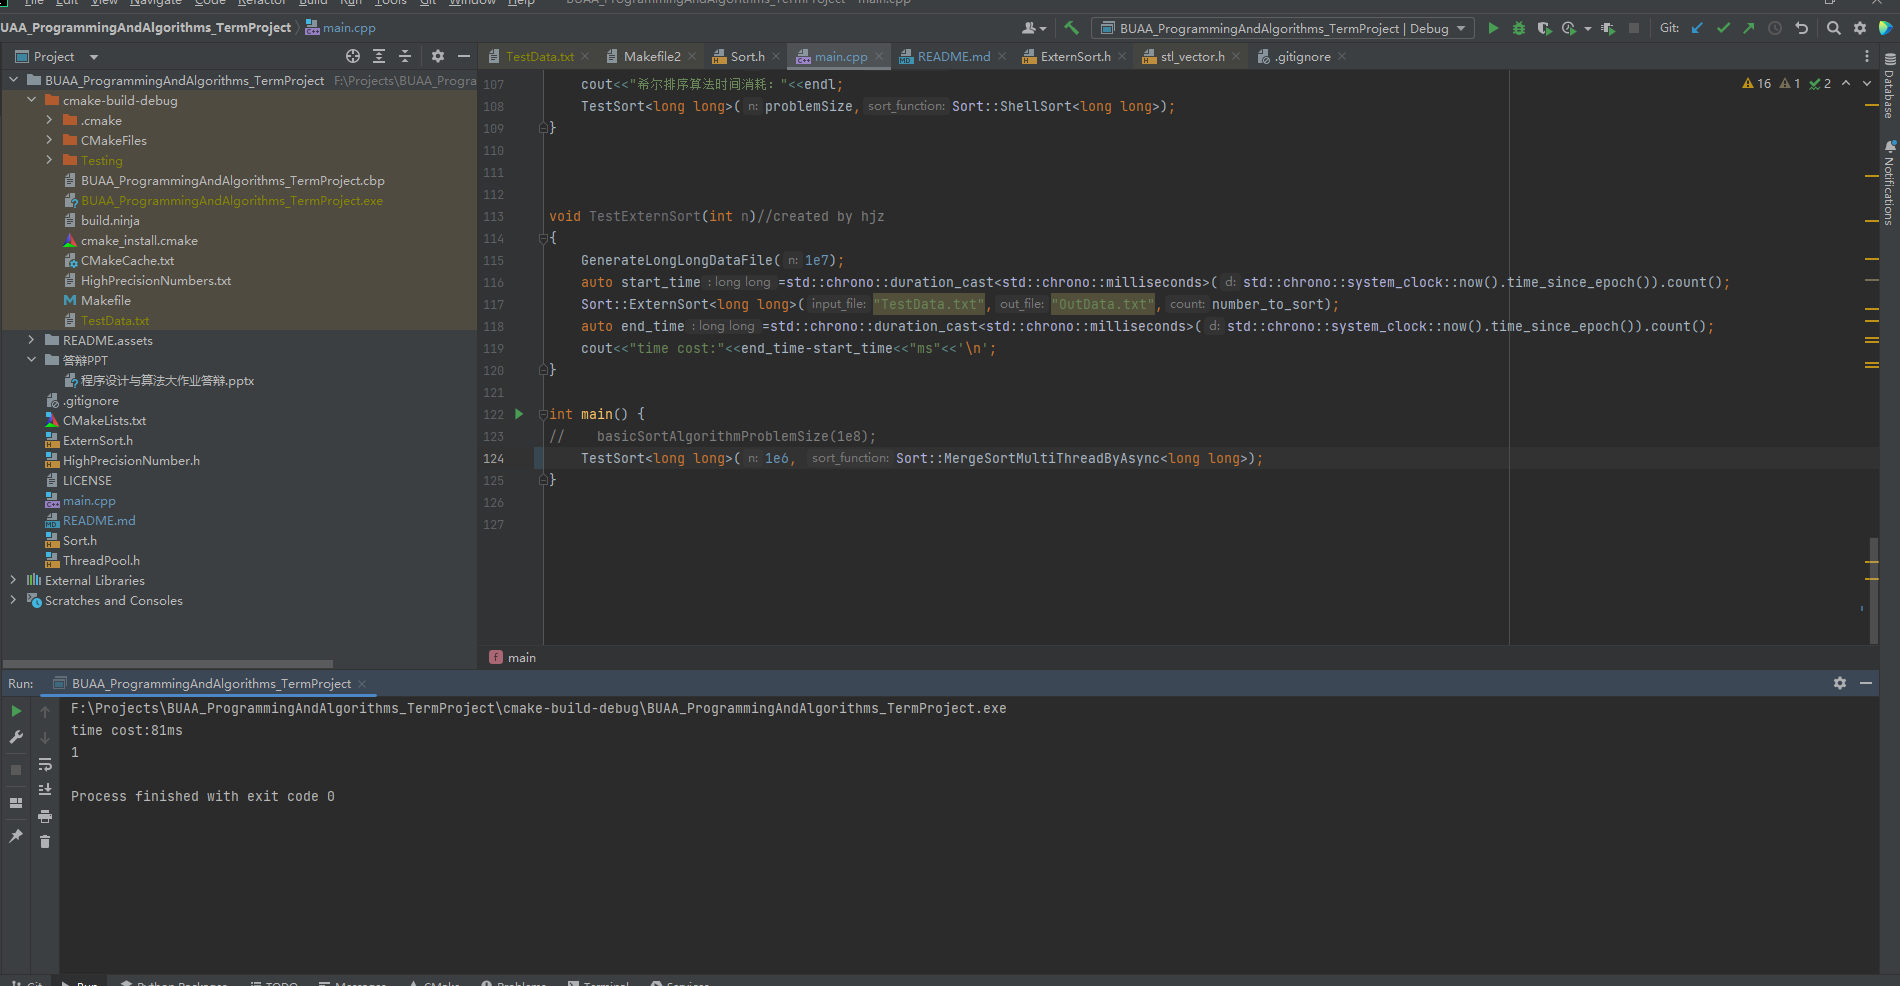 File Edit View Navigate Code Refactor Build Run Tools Git Window Help BUAA_ProgrammingAndAlgorithms_TermProject - main.cpp
UAA_ProgrammingAndAlgorithms_TermProject main.cpp
BUAA_ProgrammingAndAlgorithms_TermProject | Debug Git:
Project
TestData.txt Makefile2 Sort.h main.cpp README.md ExternSort.h stl_vector.h .gitignore
BUAA_ProgrammingAndAlgorithms_TermProject F:\Projects\BUAA_Progra
cmake-build-debug
.cmake
CMakeFiles
Testing
BUAA_ProgrammingAndAlgorithms_TermProject.cbp
BUAA_ProgrammingAndAlgorithms_TermProject.exe
build.ninja
cmake_install.cmake
CMakeCache.txt
HighPrecisionNumbers.txt
Makefile
TestData.txt
README.assets
答辩PPT
程序设计与算法大作业答辩.pptx
.gitignore
CMakeLists.txt
ExternSort.h
HighPrecisionNumber.h
LICENSE
main.cpp
README.md
Sort.h
ThreadPool.h
External Libraries
Scratches and Consoles
16 1 2
107 cout<<"希尔排序算法时间消耗："<<endl;
108 TestSort<long long>( n: problemSize, sort_function: Sort::ShellSort<long long>);
109 }
110
111
112
113 void TestExternSort(int n)//created by hjz
114 {
115 GenerateLongLongDataFile( n: 1e7);
116 auto start_time : long long =std::chrono::duration_cast<std::chrono::milliseconds>( d: std::chrono::system_clock::now().time_since_epoch()).count();
117 Sort::ExternSort<long long>( input_file: "TestData.txt", out_file: "OutData.txt", count: number_to_sort);
118 auto end_time : long long =std::chrono::duration_cast<std::chrono::milliseconds>( d: std::chrono::system_clock::now().time_since_epoch()).count();
119 cout<<"time cost:"<<end_time-start_time<<"ms"<<'\n';
120 }
121
122 int main() {
123 // basicSortAlgorithmProblemSize(1e8);
124 TestSort<long long>( n: 1e6, sort_function: Sort::MergeSortMultiThreadByAsync<long long>);
125 }
126
127
main
Database
Notifications
Run: BUAA_ProgrammingAndAlgorithms_TermProject
F:\Projects\BUAA_ProgrammingAndAlgorithms_TermProject\cmake-build-debug\BUAA_ProgrammingAndAlgorithms_TermProject.exe
time cost:81ms
1
Process finished with exit code 0
Git Run Python Packages TODO Messages CMake Problems Terminal Services